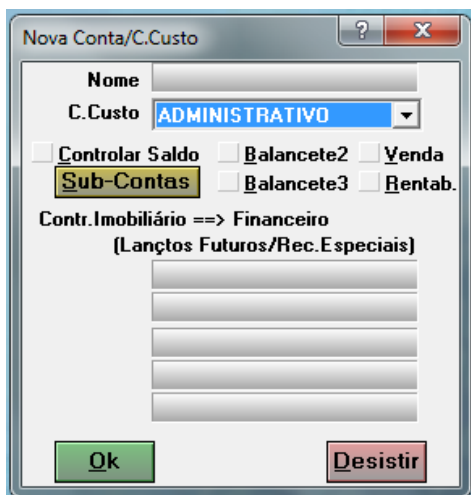 Nova Conta/C.Custo
?
X
Nome
C.Custo ADMINISTRATIVO
Controlar Saldo Balancete2 Venda
Sub-Contas Balancete3 Rentab.
Contr.Imobiliário ==> Financeiro
(Lançtos Futuros/Rec.Especiais)
Ok Desistir